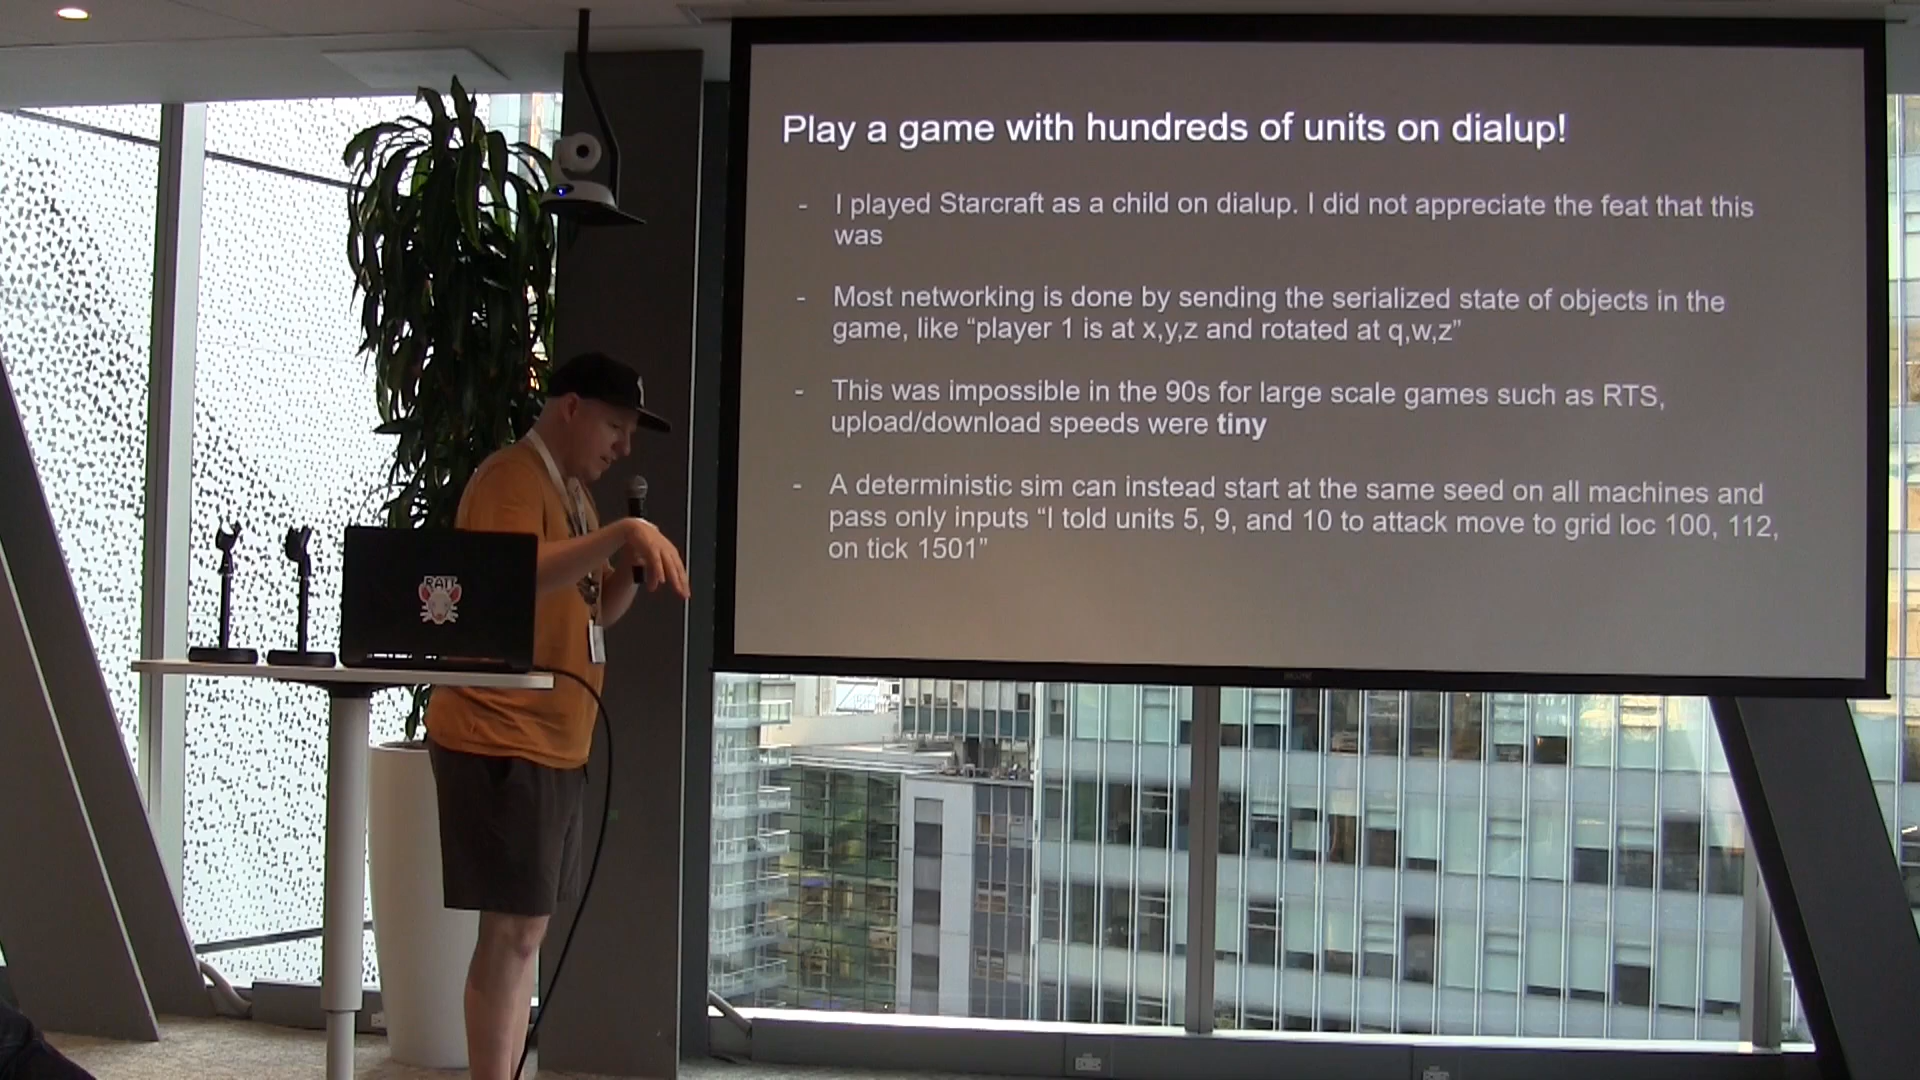 Play a game with hundreds of units on dialup!
- I played Starcraft as a child on dialup. I did not appreciate the feat that this
was
- Most networking is done by sending the serialized state of objects in the
game, like “player 1 is at x,y,z and rotated at q,w,z”
- This was impossible in the 90s for large scale games such as RTS,
upload/download speeds were tiny
- A deterministic sim can instead start at the same seed on all machines and
pass only inputs “I told units 5, 9, and 10 to attack move to grid loc 100, 112,
on tick 1501”
RATT